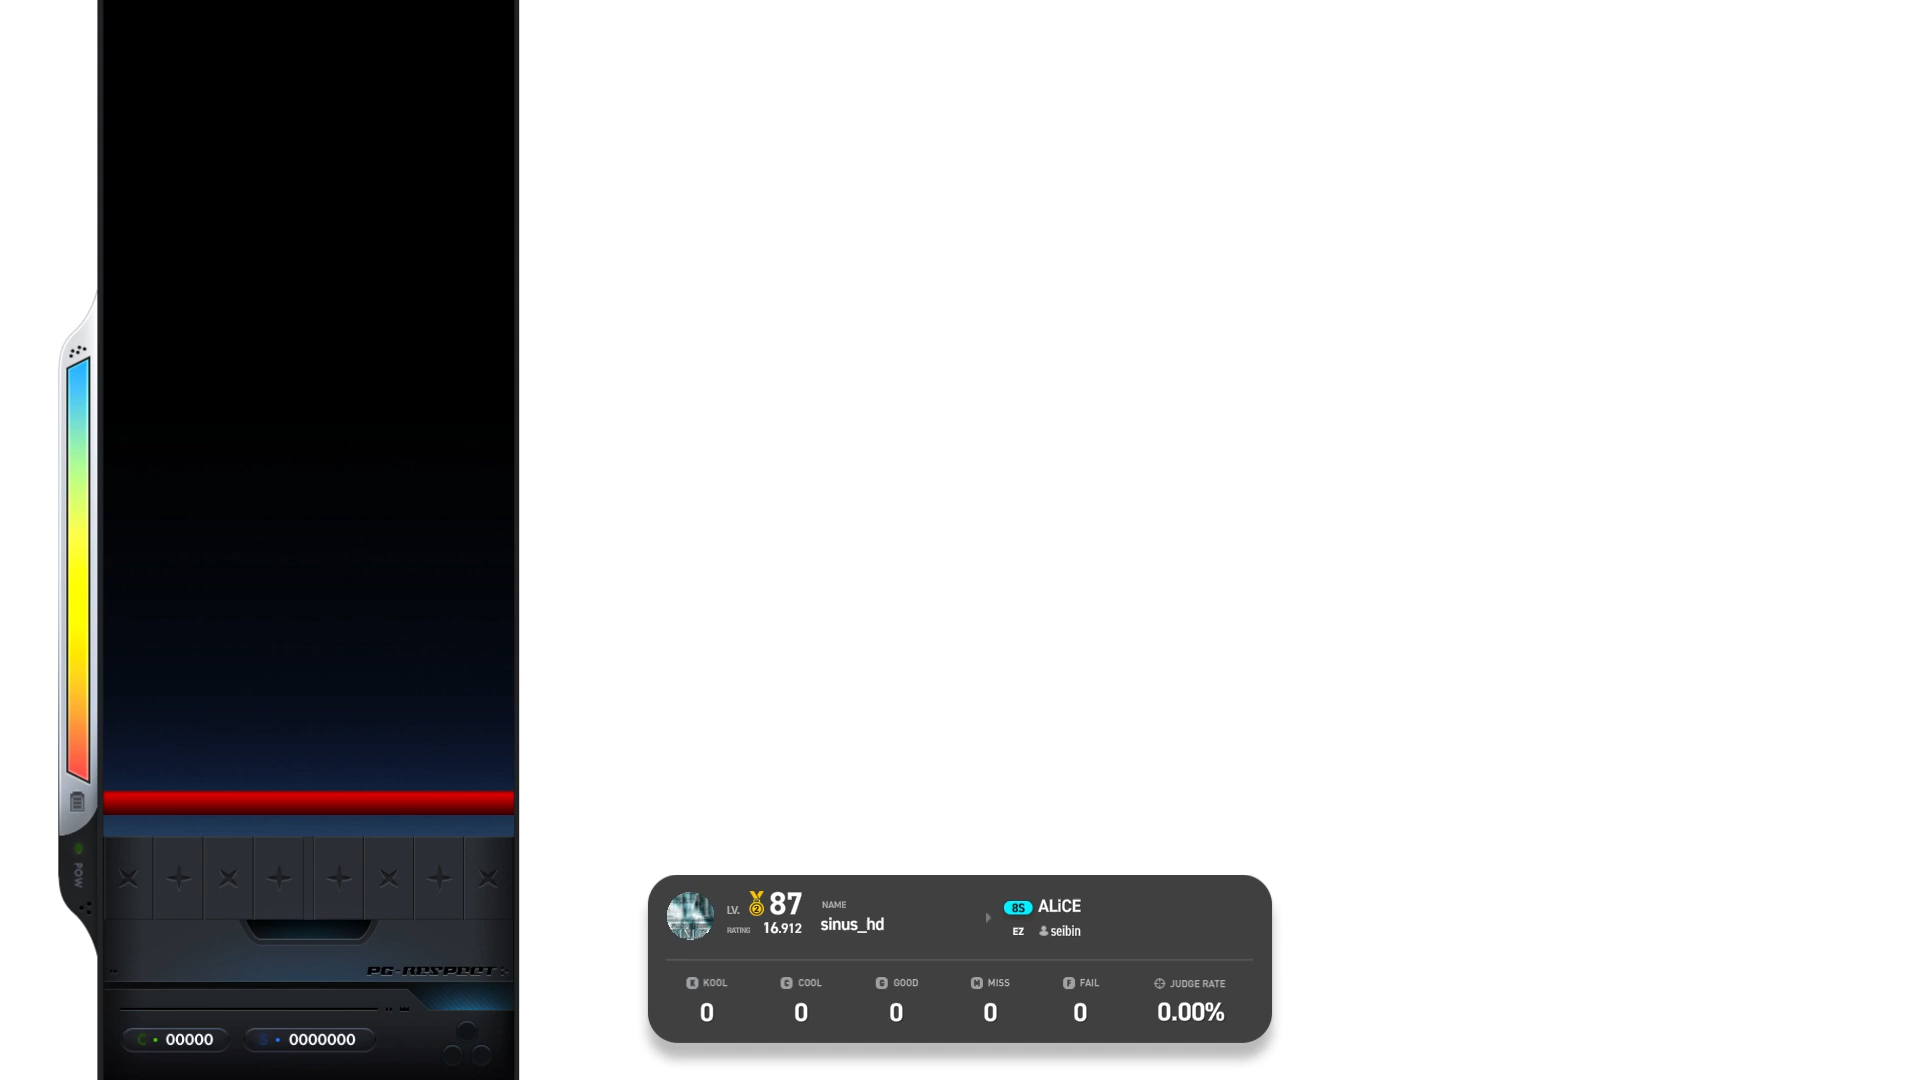 POW
PC-RESPECT
C 00000 S 0000000
LV. 2 87 NAME
RATING 16.912 sinus_hd
8S ALiCE
EZ seibin
K KOOL C COOL G GOOD M MISS F FAIL JUDGE RATE
0 0 0 0 0 0.00%